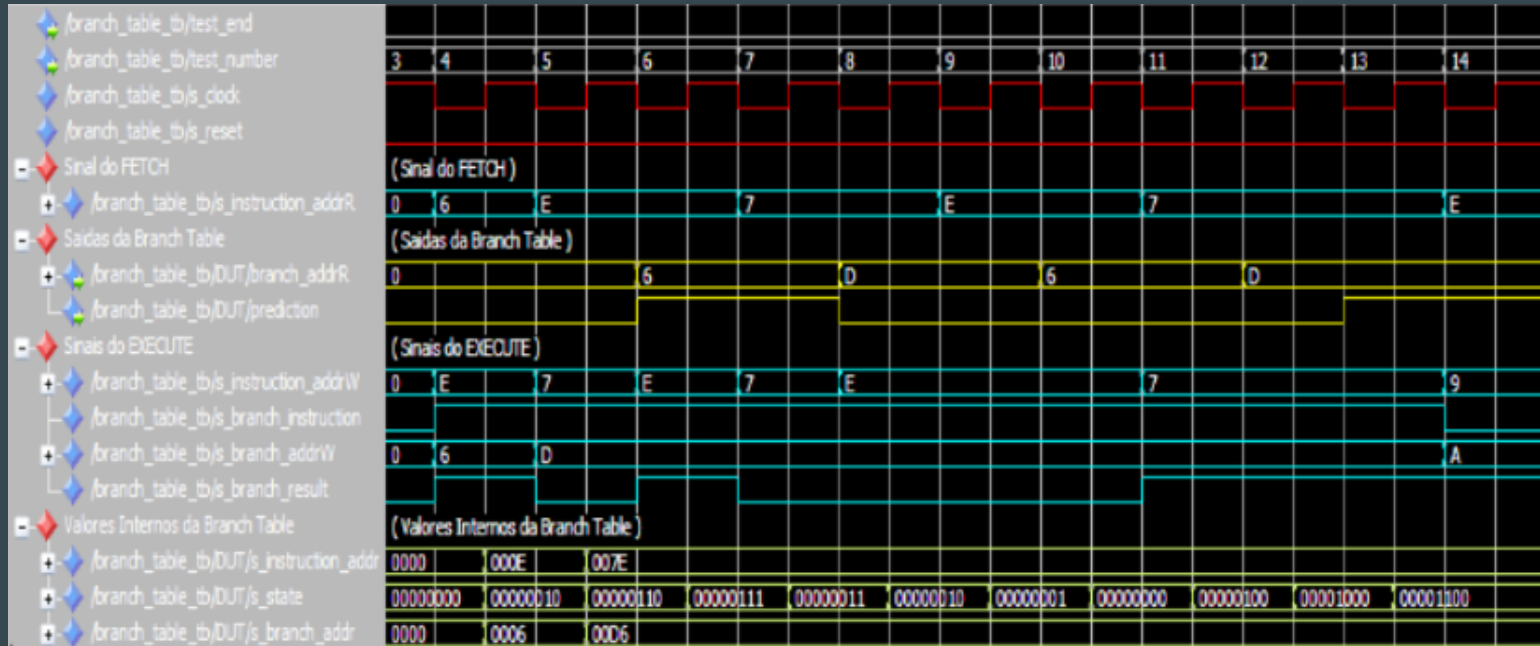 /branch_table_tb/test_end
/branch_table_tb/test_number 3 4 5 6 7 8 9 10 11 12 13 14
/branch_table_tb/s_clock
/branch_table_tb/s_reset
Sinal do FETCH (Sinal do FETCH)
/branch_table_tb/s_instruction_addrR 0 6 E 7 E 7 E
Saidas da Branch Table (Saidas da Branch Table)
/branch_table_tb/DUT/branch_addrR 0 6 D 6 D
/branch_table_tb/DUT/prediction
Sinais do EXECUTE (Sinais do EXECUTE)
/branch_table_tb/s_instruction_addrW 0 E 7 E 7 E 7 9
/branch_table_tb/s_branch_instruction
/branch_table_tb/s_branch_addrW 0 6 D A
/branch_table_tb/s_branch_result
Valores Internos da Branch Table (Valores Internos da Branch Table)
/branch_table_tb/DUT/s_instruction_addr 0000 000E 007E
/branch_table_tb/DUT/s_state 00000000 00000010 00000110 00000111 00000011 00000010 00000001 00000000 00000100 00001000 00001100
/branch_table_tb/DUT/s_branch_addr 0000 0006 00D6